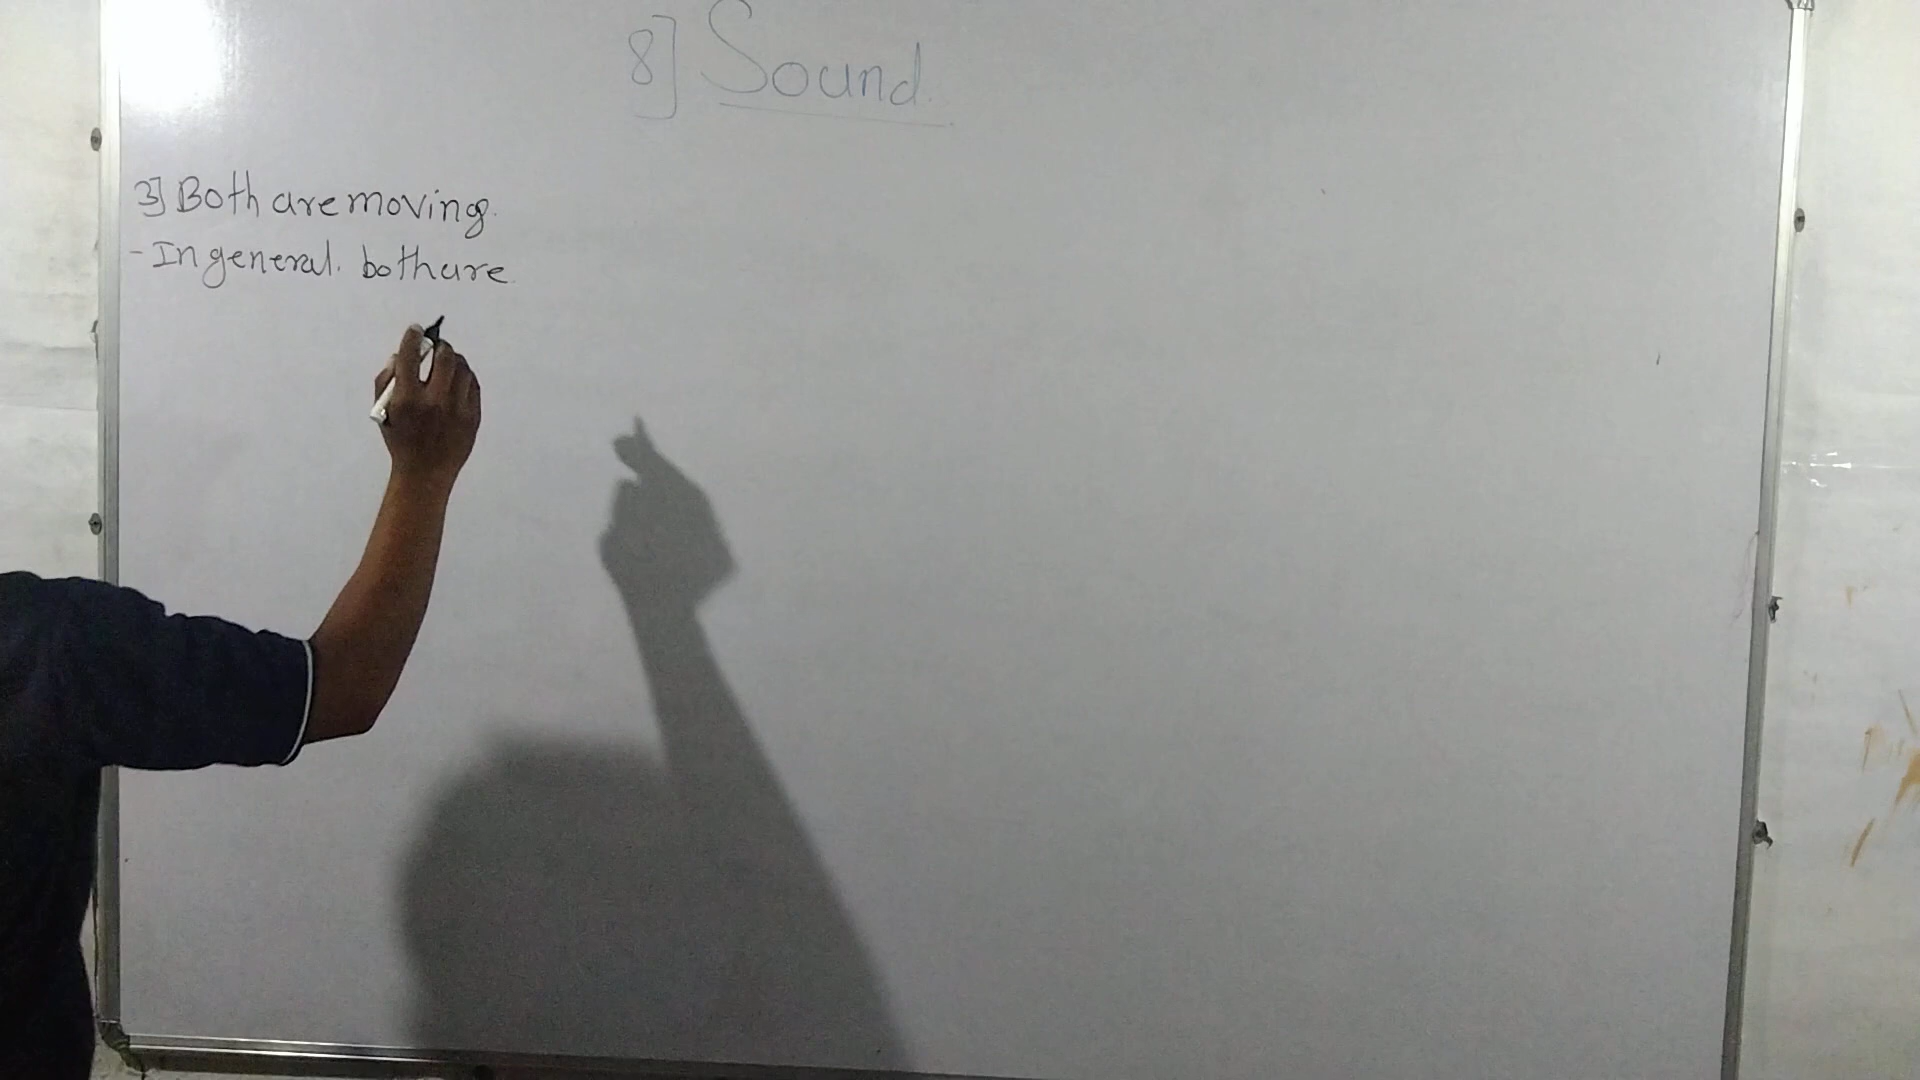 8] Sound.
3] Both are moving.
- In general. both are